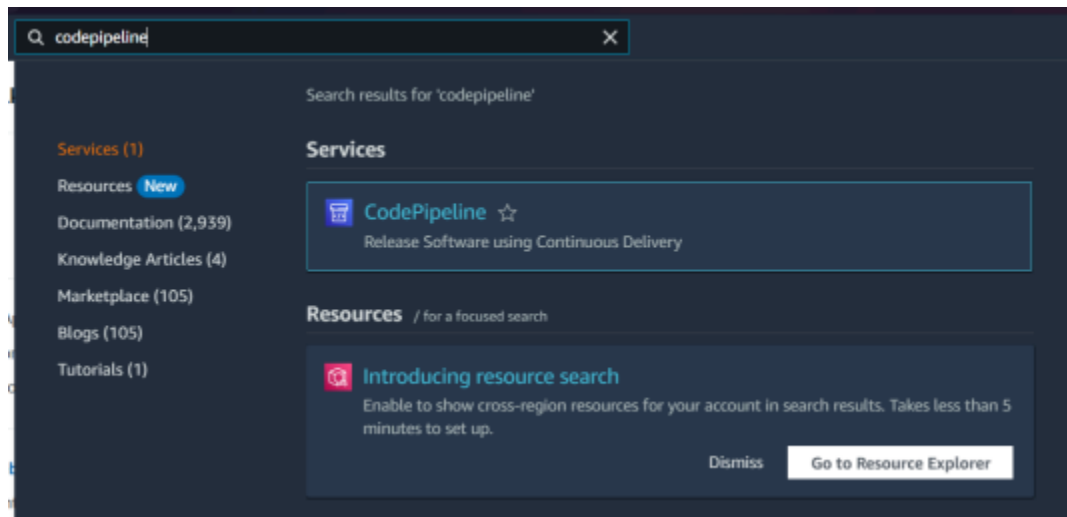 codepipeline
Search results for 'codepipeline'
Services (1)
Resources New
Documentation (2,939)
Knowledge Articles (4)
Marketplace (105)
Blogs (105)
Tutorials (1)
Services
CodePipeline
Release Software using Continuous Delivery
Resources / for a focused search
Introducing resource search
Enable to show cross-region resources for your account in search results. Takes less than 5
minutes to set up.
Dismiss
Go to Resource Explorer